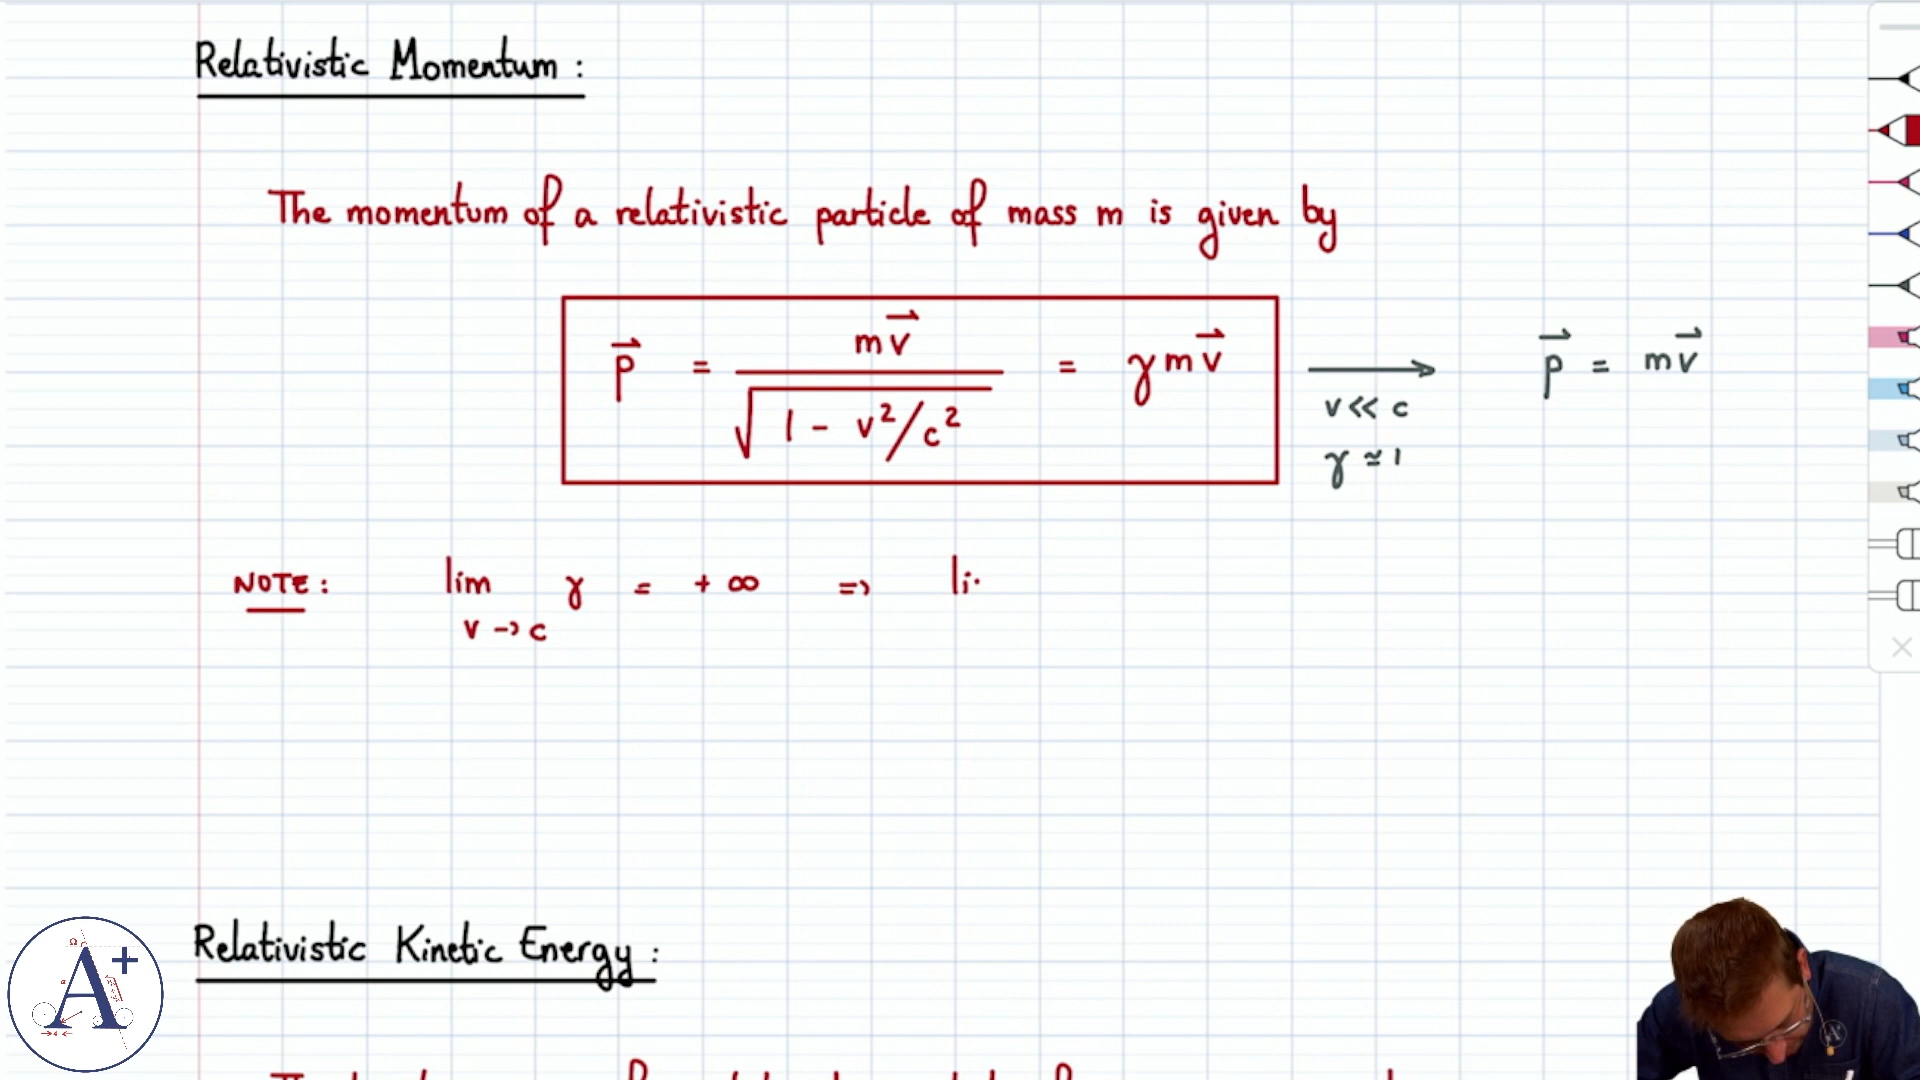 Relativistic Momentum :
The momentum of a relativistic particle of mass m is given by
p⃗ = mv⃗ / √(1 - v²/c²) = γmv⃗ → v << c γ ≃ 1 p⃗ = mv⃗
NOTE: lim v → c γ = + ∞ => li
Relativistic Kinetic Energy :
A+